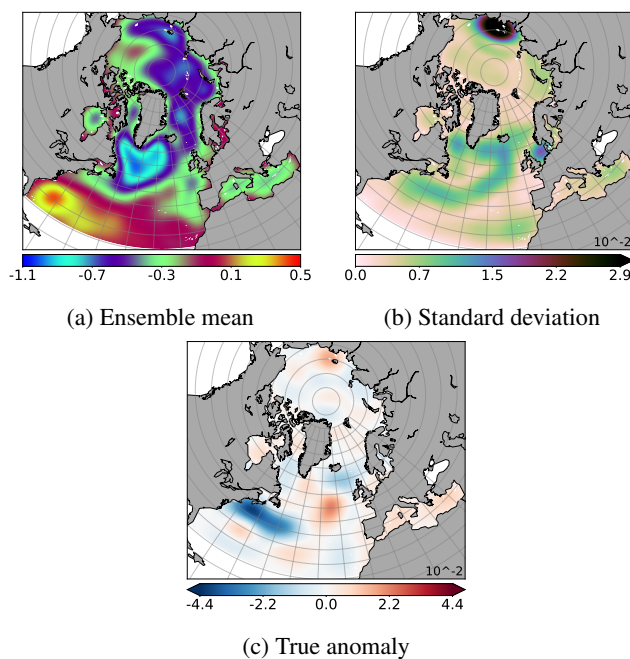 -1.1 -0.7 -0.3 0.1 0.5
(a) Ensemble mean
10^-2
0.0 0.7 1.5 2.2 2.9
(b) Standard deviation
10^-2
-4.4 -2.2 0.0 2.2 4.4
(c) True anomaly